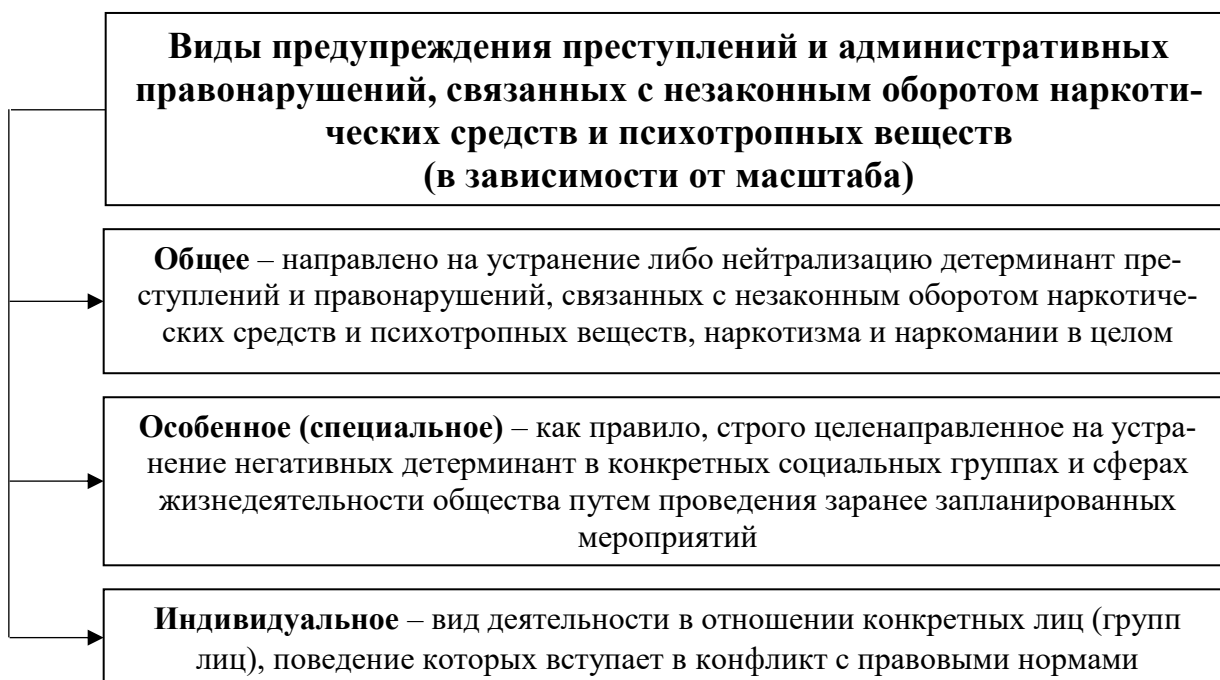 Виды предупреждения преступлений и административных
правонарушений, связанных с незаконным оборотом наркоти-
ческих средств и психотропных веществ
(в зависимости от масштаба)
Общее – направлено на устранение либо нейтрализацию детерминант пре-
ступлений и правонарушений, связанных с незаконным оборотом наркотиче-
ских средств и психотропных веществ, наркотизма и наркомании в целом
Особенное (специальное) – как правило, строго целенаправленное на устра-
нение негативных детерминант в конкретных социальных группах и сферах
жизнедеятельности общества путем проведения заранее запланированных
мероприятий
Индивидуальное – вид деятельности в отношении конкретных лиц (групп
лиц), поведение которых вступает в конфликт с правовыми нормами